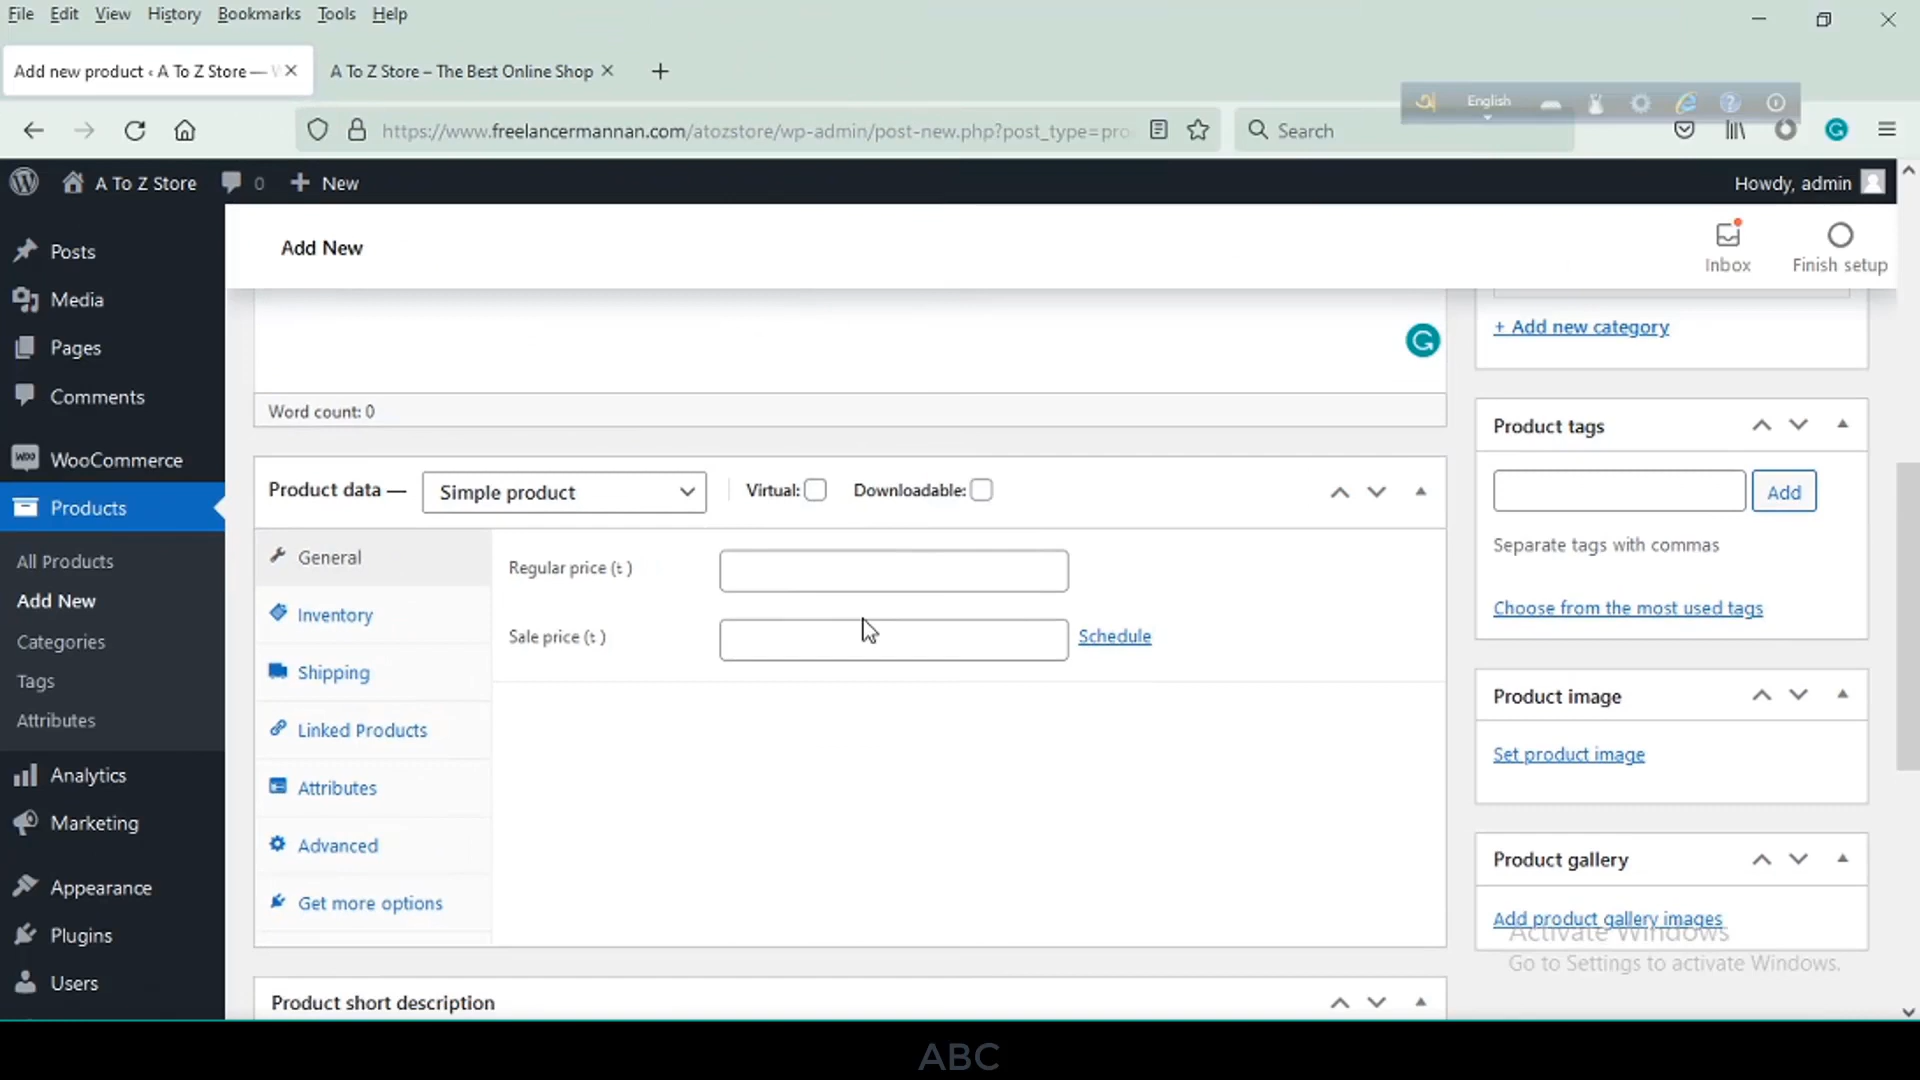 File Edit View History Bookmarks Tools Help
Add new product ‹ A To Z Store —
A To Z Store – The Best Online Shop
English
https://www.freelancermannan.com/atozstore/wp-admin/post-new.php?post_type=pro
Search
A To Z Store
0
New
Howdy, admin
Posts
Media
Pages
Comments
WooCommerce
Products
All Products
Add New
Categories
Tags
Attributes
Analytics
Marketing
Appearance
Plugins
Users
Add New
Inbox
Finish setup
Word count: 0
Product data —
Simple product
Virtual:
Downloadable:
General
Inventory
Shipping
Linked Products
Attributes
Advanced
Get more options
Regular price (৳ )
Sale price (৳ )
Schedule
Product short description
+ Add new category
Product tags
Add
Separate tags with commas
Choose from the most used tags
Product image
Set product image
Product gallery
Add product gallery images
Activate Windows
Go to Settings to activate Windows.
ABC